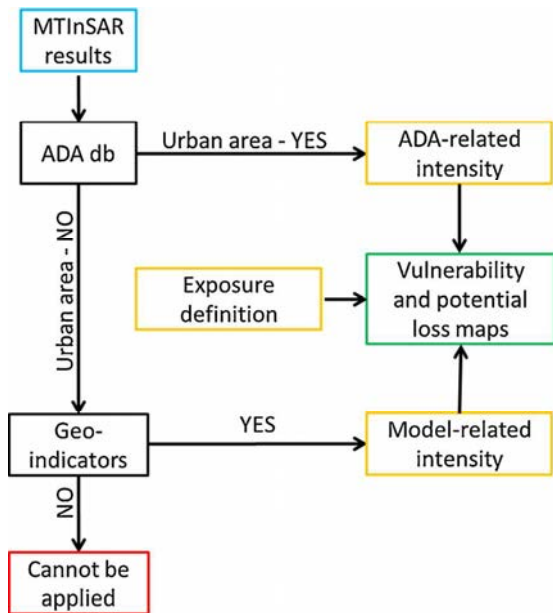 MTInSAR
results
ADA db
Urban area - YES
ADA-related
intensity
Urban area - NO
Exposure
definition
Vulnerability
and potential
loss maps
Geo-
indicators
YES
Model-related
intensity
NO
Cannot be
applied